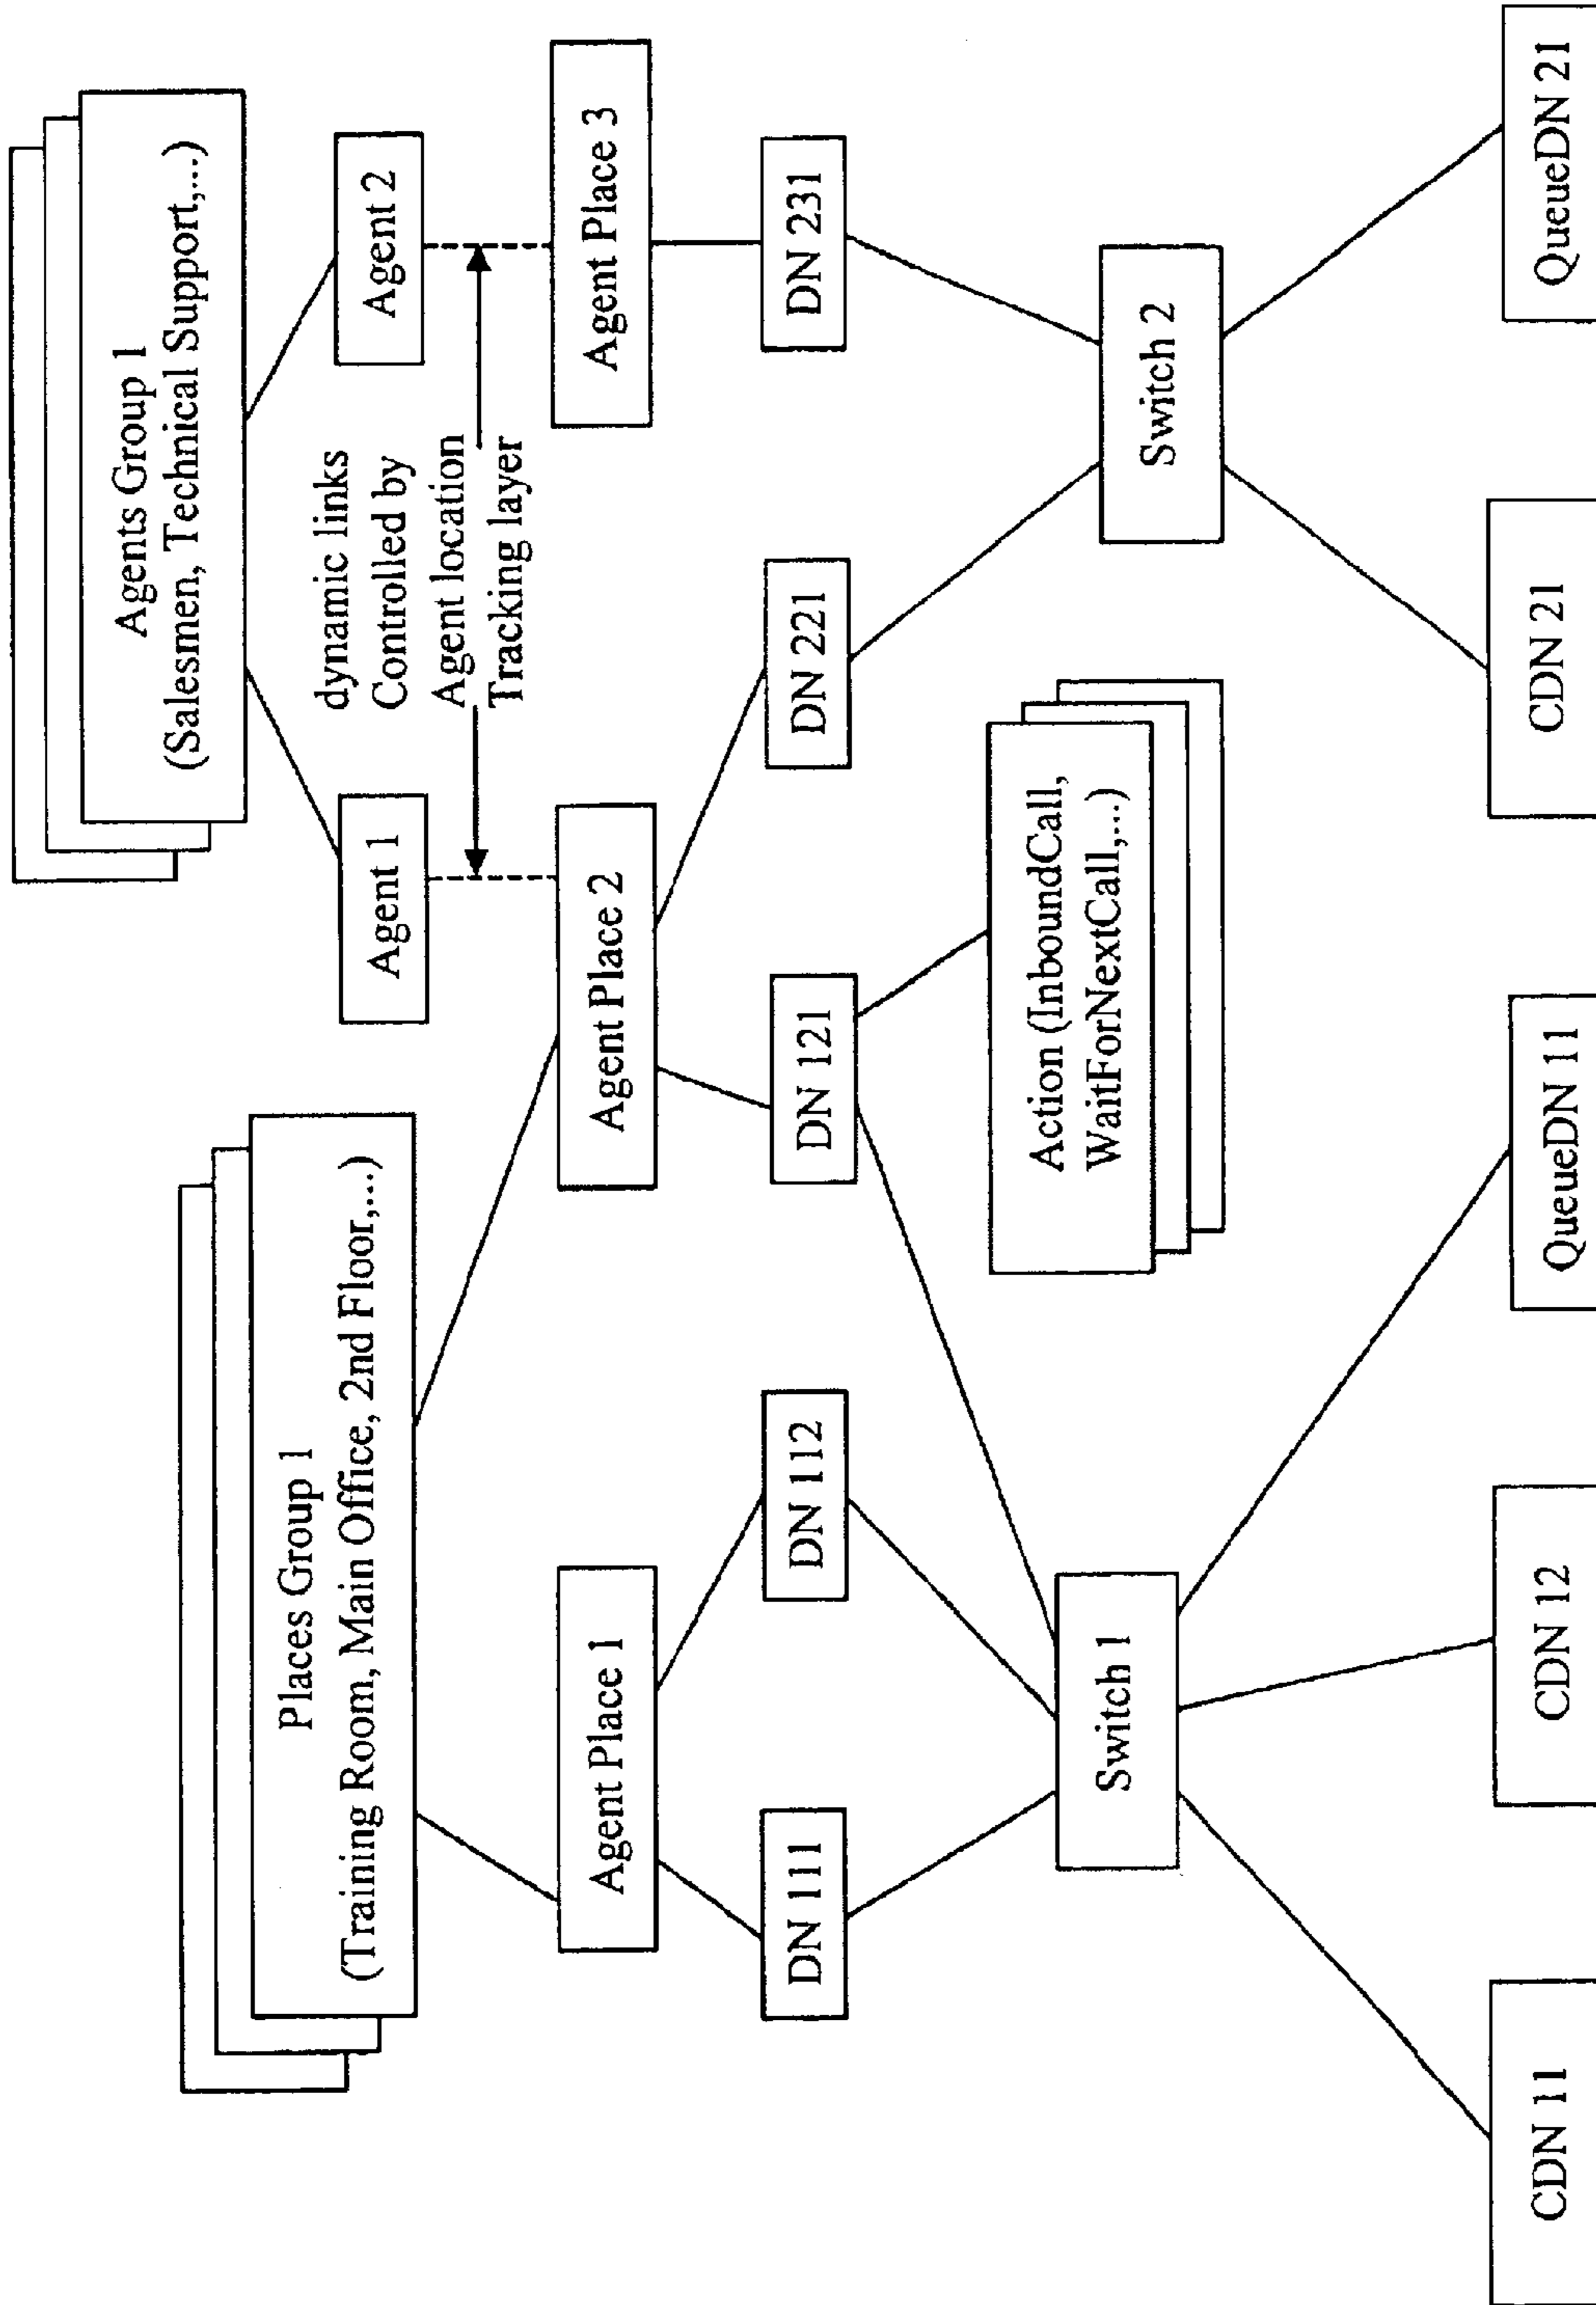 Agents Group 1
(Salesmen, Technical Support,...)
Places Group 1
(Training Room, Main Office, 2nd Floor,...)
Agent 1
dynamic links
Controlled by
Agent location
Tracking layer
Agent 2
Agent Place 1
Agent Place 2
Agent Place 3
DN 111
DN 112
DN 121
DN 221
DN 231
Action (InboundCall,
WaitForNextCall,...)
Switch 1
Switch 2
CDN 11
CDN 12
QueueDN 11
CDN 21
QueueDN 21